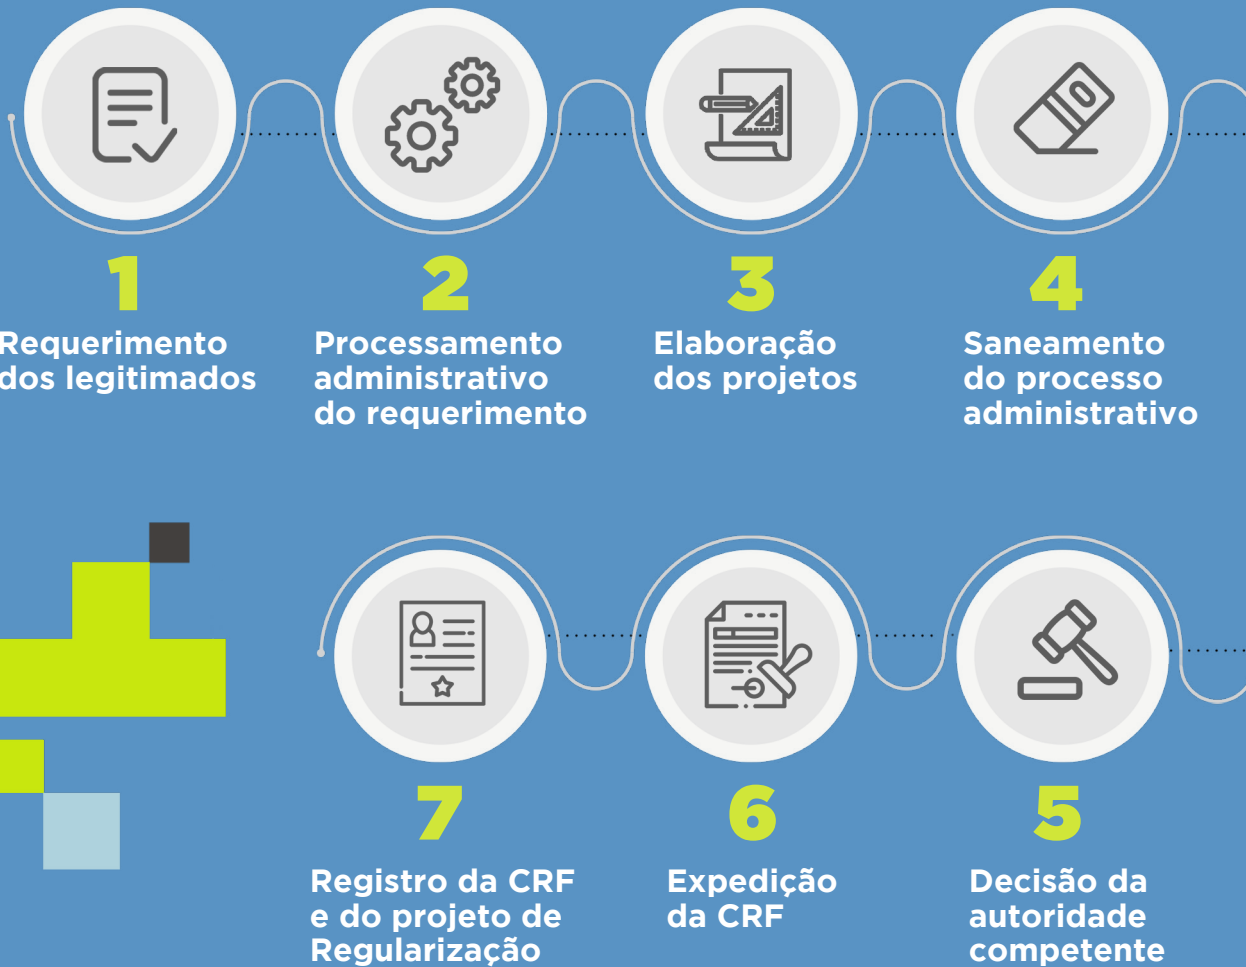 1
Requerimento
dos legitimados
2
Processamento
administrativo
do requerimento
3
Elaboração
dos projetos
4
Saneamento
do processo
administrativo
7
Registro da CRF
e do projeto de
Regularização
6
Expedição
da CRF
5
Decisão da
autoridade
competente